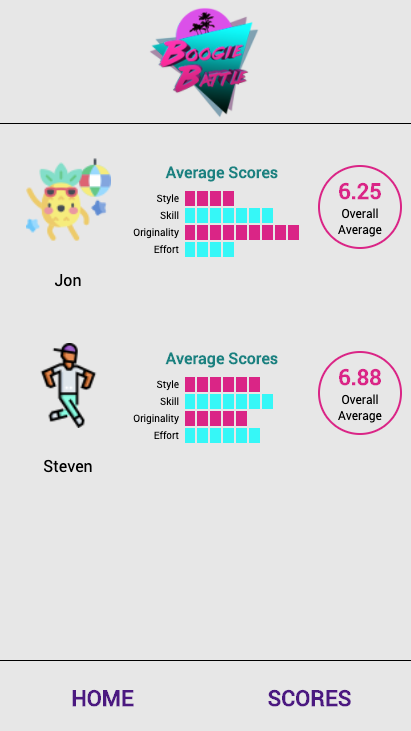 BOOGIE
BATTLE
Average Scores
Style
Skill
Originality
Effort
6.25
Overall
Average
Jon
Average Scores
Style
Skill
Originality
Effort
6.88
Overall
Average
Steven
HOME
SCORES